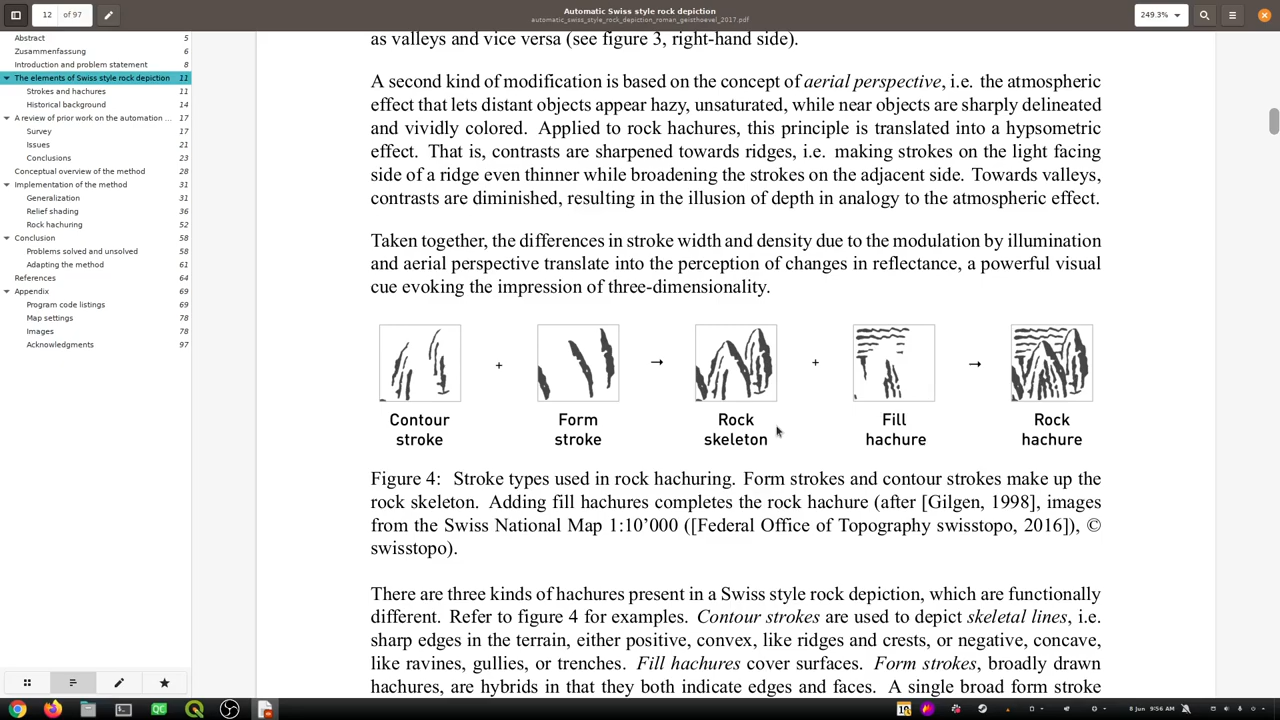 12 of 97
Automatic Swiss style rock depiction
automatic_swiss_style_rock_depiction_roman_geisthoevel_2017.pdf
249.3%
Abstract 5
Zusammenfassung 6
Introduction and problem statement 8
The elements of Swiss style rock depiction 11
Strokes and hachures 11
Historical background 14
A review of prior work on the automation ... 17
Survey 17
Issues 21
Conclusions 23
Conceptual overview of the method 28
Implementation of the method 31
Generalization 31
Relief shading 36
Rock hachuring 52
Conclusion 58
Problems solved and unsolved 58
Adapting the method 61
References 64
Appendix 69
Program code listings 69
Map settings 78
Images 78
Acknowledgments 97
as valleys and vice versa (see figure 3, right-hand side).
A second kind of modification is based on the concept of aerial perspective, i.e. the atmospheric
effect that lets distant objects appear hazy, unsaturated, while near objects are sharply delineated
and vividly colored. Applied to rock hachures, this principle is translated into a hypsometric
effect. That is, contrasts are sharpened towards ridges, i.e. making strokes on the light facing
side of a ridge even thinner while broadening the strokes on the adjacent side. Towards valleys,
contrasts are diminished, resulting in the illusion of depth in analogy to the atmospheric effect.
Taken together, the differences in stroke width and density due to the modulation by illumination
and aerial perspective translate into the perception of changes in reflectance, a powerful visual
cue evoking the impression of three-dimensionality.
+ → + →
Contour Form Rock Fill Rock
stroke stroke skeleton hachure hachure
Figure 4: Stroke types used in rock hachuring. Form strokes and contour strokes make up the
rock skeleton. Adding fill hachures completes the rock hachure (after [Gilgen, 1998], images
from the Swiss National Map 1:10’000 ([Federal Office of Topography swisstopo, 2016]), ©
swisstopo).
There are three kinds of hachures present in a Swiss style rock depiction, which are functionally
different. Refer to figure 4 for examples. Contour strokes are used to depict skeletal lines, i.e.
sharp edges in the terrain, either positive, convex, like ridges and crests, or negative, concave,
like ravines, gullies, or trenches. Fill hachures cover surfaces. Form strokes, broadly drawn
hachures, are hybrids in that they both indicate edges and faces. A single broad form stroke
8 Jun 9:56 AM